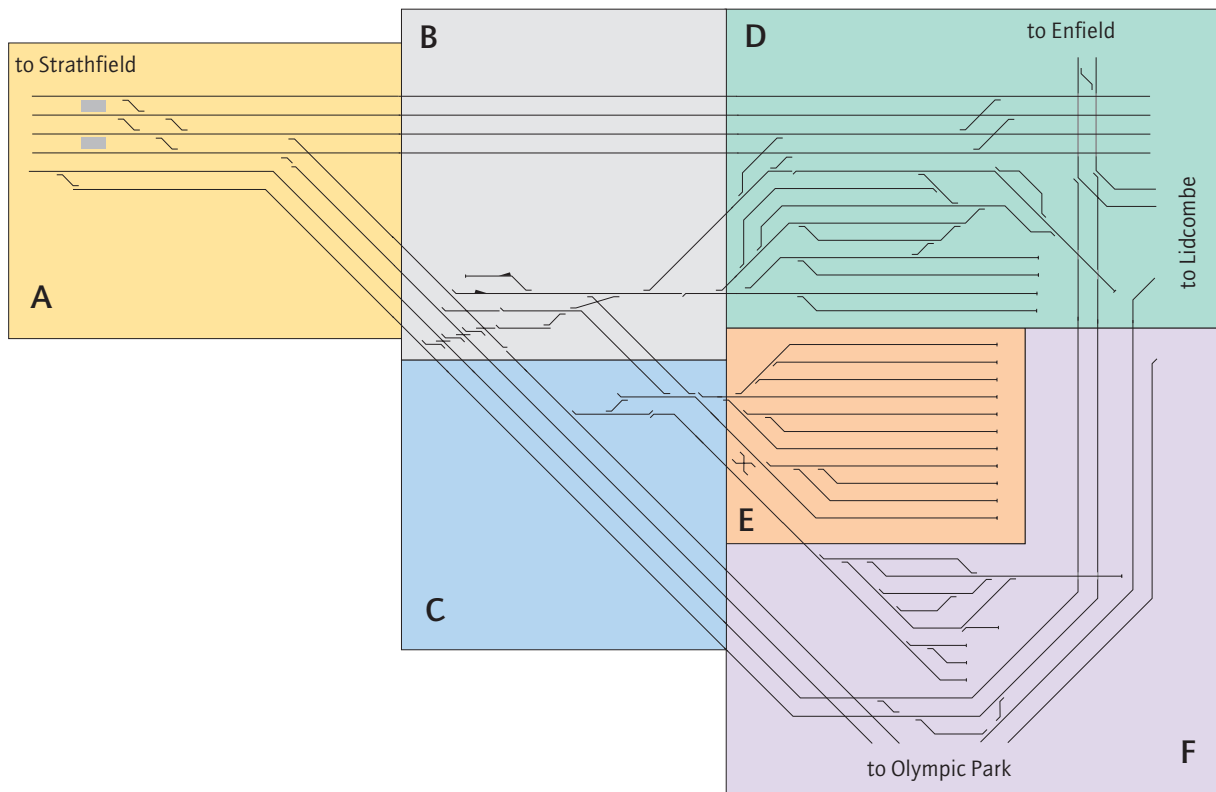 B
D
to Enfield
to Strathfield
to Lidcombe
A
E
C
F
to Olympic Park